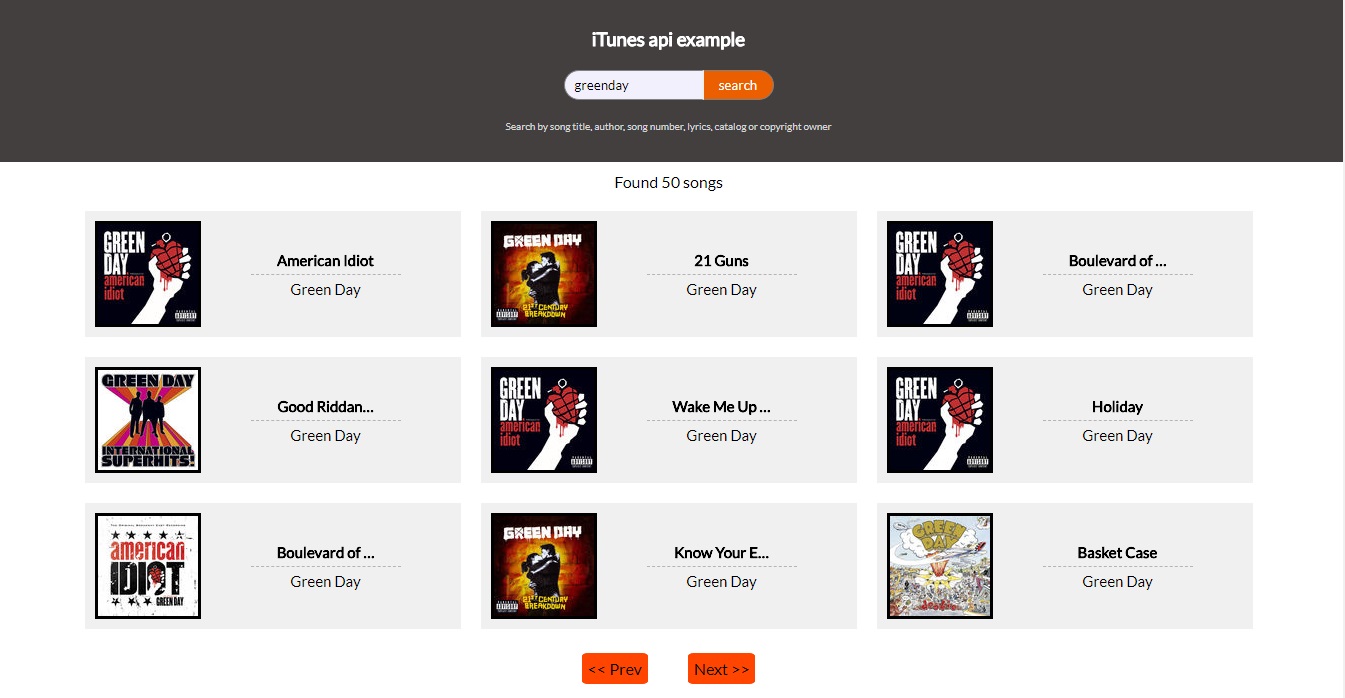 iTunes api example
greenday
search
Search by song title, author, song number, lyrics, catalog or copyright owner
Found 50 songs
GREEN DAY
american idiot
American Idiot
Green Day
GREEN DAY
21st CENTURY
BREAKDOWN
21 Guns
Green Day
GREEN DAY
american idiot
Boulevard of ...
Green Day
GREEN DAY
INTERNATIONAL
SUPERHITS!
Good Riddan...
Green Day
GREEN DAY
american idiot
Wake Me Up ...
Green Day
GREEN DAY
american idiot
Holiday
Green Day
american
IDIOT
GREEN DAY
Boulevard of ...
Green Day
GREEN DAY
21st CENTURY
BREAKDOWN
Know Your E...
Green Day
GREEN DAY
Basket Case
Green Day
<< Prev
Next >>